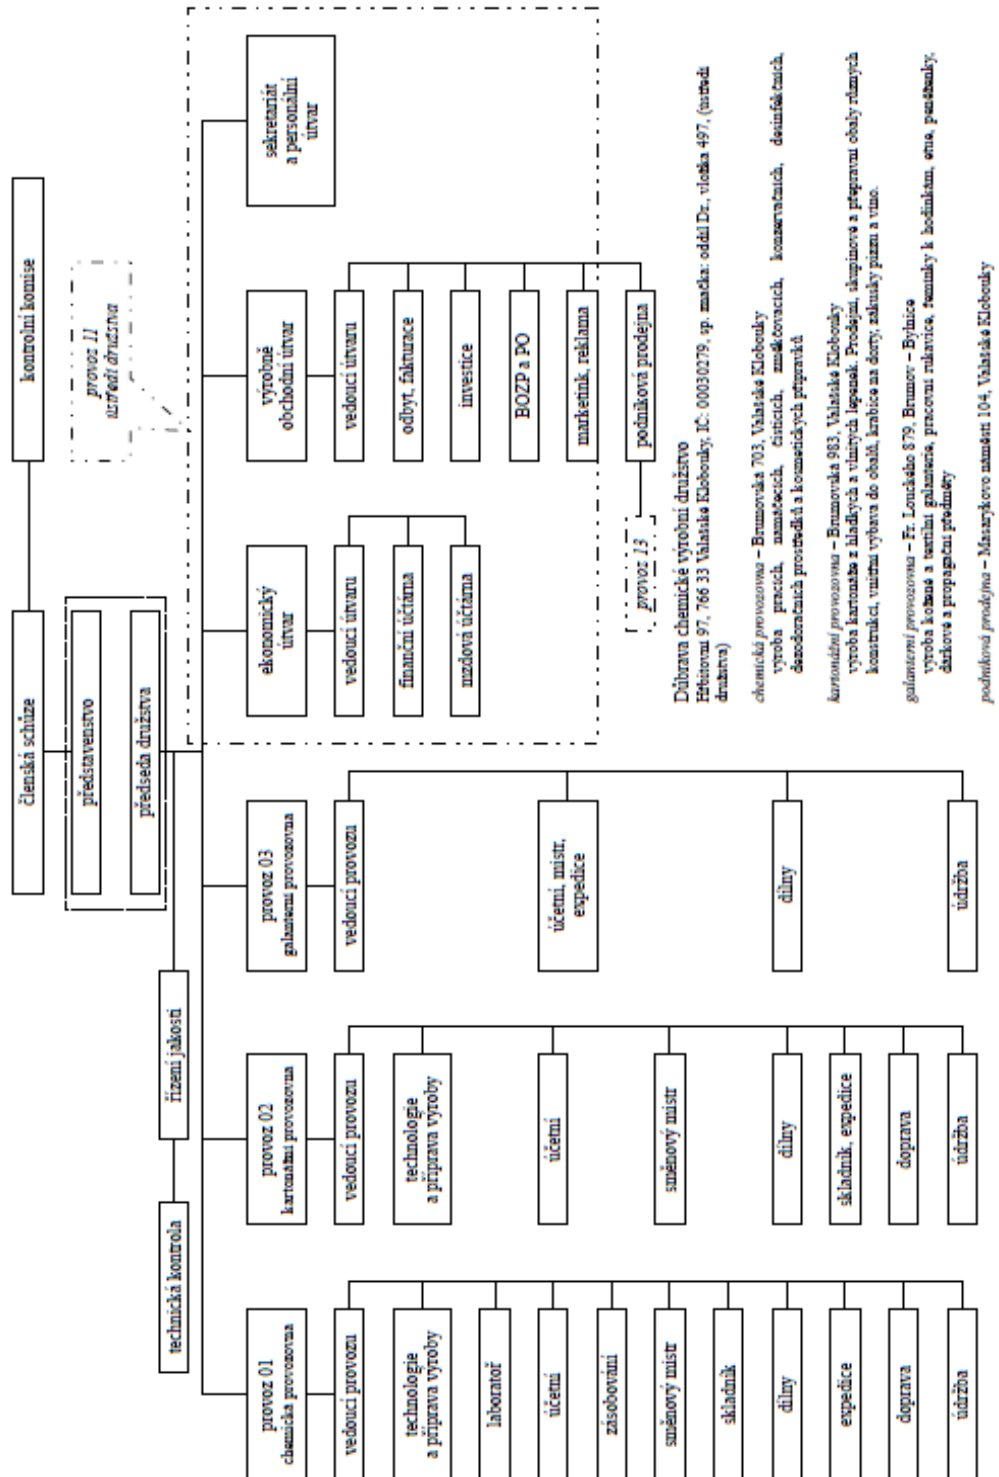 členská schůze
kontrolní komise
představenstvo
předseda družstva
provoz 11
ústředí družstva
technická kontrola
řízení jakosti
provoz 01
chemická provozovna
vedoucí provozu
technologie
a příprava výroby
laboratoř
účetní
zásobování
směnový mistr
skladník
dílny
expedice
doprava
údržba
provoz 02
kartonážní provozovna
vedoucí provozu
technologie
a příprava výroby
účetní
směnový mistr
dílny
skladník, expedice
doprava
údržba
provoz 03
galanterní provozovna
vedoucí provozu
účetní, mistr,
expedice
dílny
údržba
ekonomický
útvar
vedoucí útvaru
finanční účtárna
mzdová účtárna
výrobně
obchodní útvar
vedoucí útvaru
odbyt, fakturace
investice
BOZP a PO
marketink, reklama
podniková prodejna
provoz 13
sekretariát
a personální
útvar
Důbrava chemické výrobní družstvo
Hřbitovní 97, 766 33 Valašské Klobouky, IČ: 00030279, sp. značka: oddíl Dr., vložka 497, (ústředí
družstva)
chemická provozovna – Brumovská 703, Valašské Klobouky
výroba pracích, namáčecích, čisticích, změkčovacích, konzervačních, desinfekčních,
dezodoračních prostředků a kosmetických přípravků
kartonážní provozovna – Brumovská 983, Valašské Klobouky
výroba kartonáže z hladkých a vlnitých lepenek. Prodejní, skupinové a přepravní obaly různých
konstrukcí, vnitřní výbava do obalů, krabice na dorty, zákusky pizzu a víno.
galanterní provozovna – Fr. Louckého 879, Brumov – Bylnice
výroba kožené a textilní galanterie, pracovní rukavice, řemínky k hodinkám, etue, peněženky,
dárkové a propagační předměty
podniková prodejna – Masarykovo náměstí 104, Valašské Klobouky